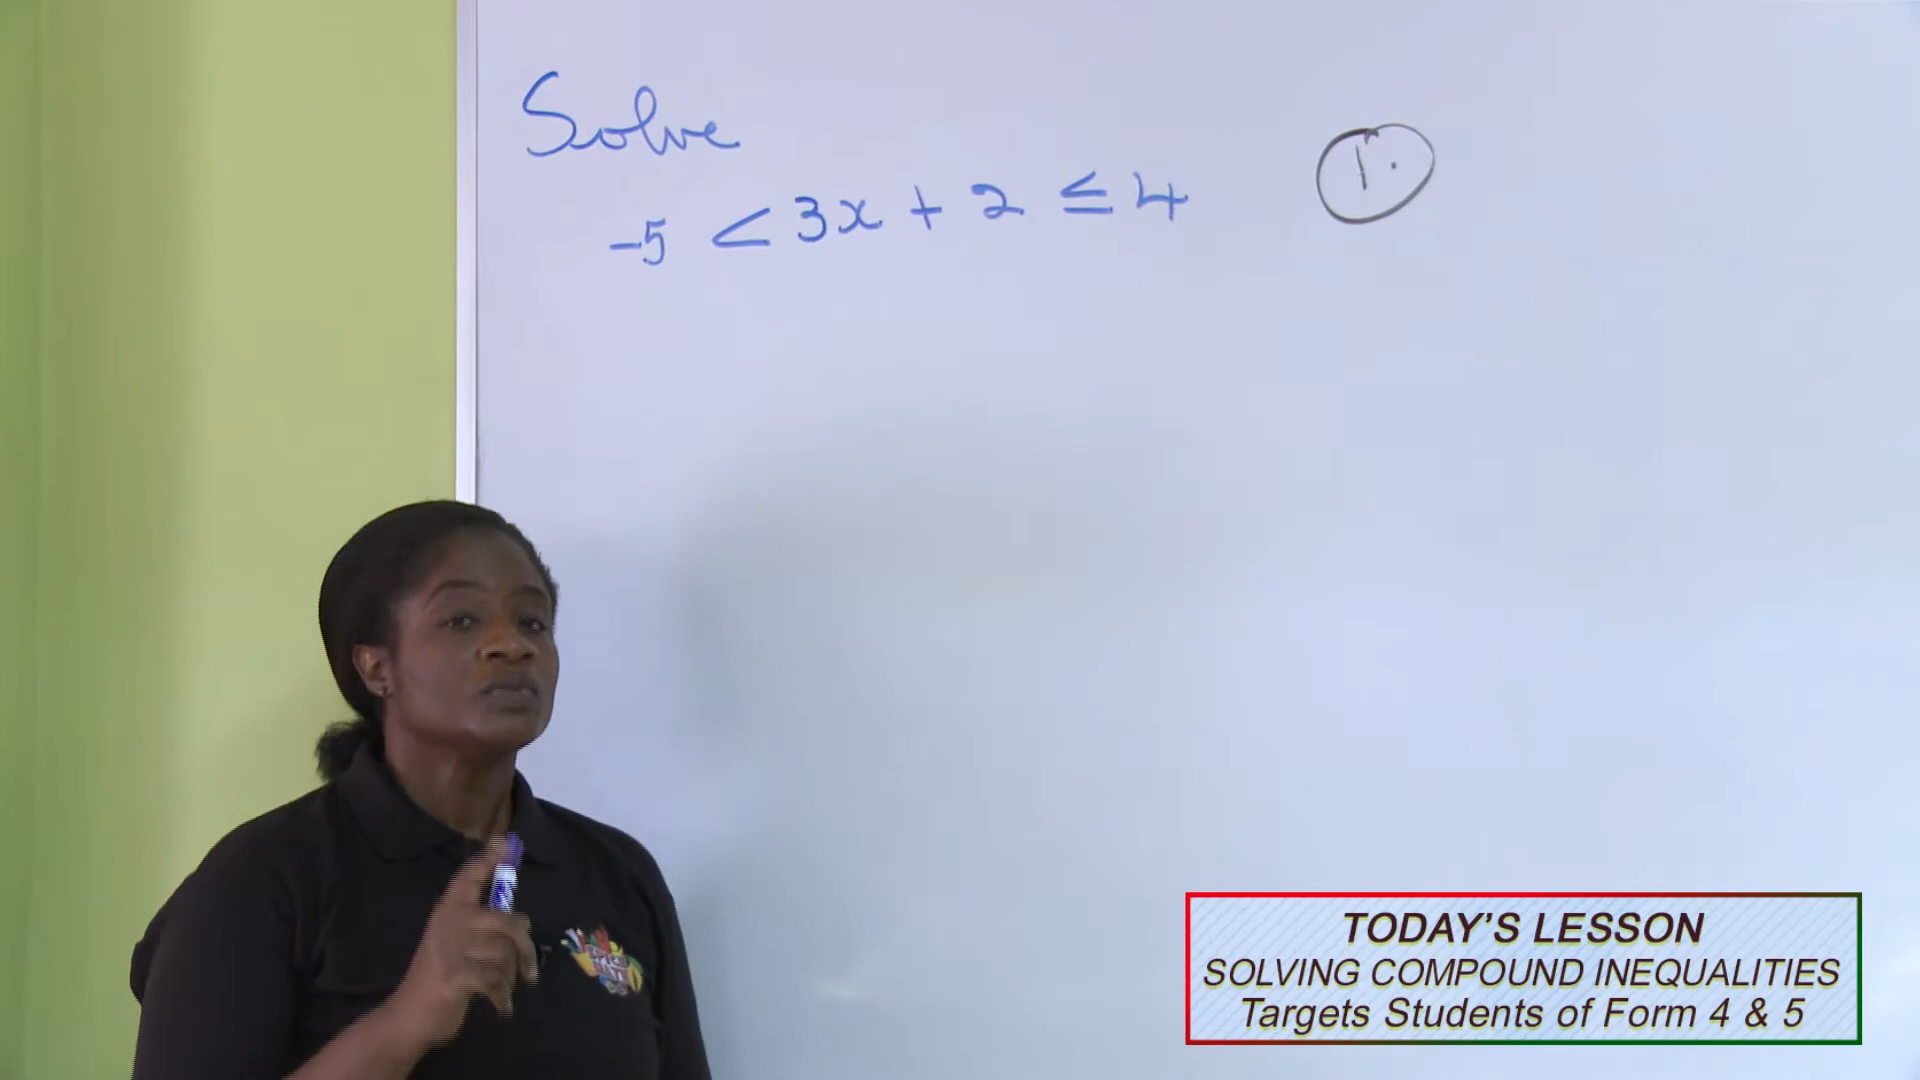 Solve
-5 < 3x + 2 ≤ 4
1.
TODAY'S LESSON
SOLVING COMPOUND INEQUALITIES
Targets Students of Form 4 & 5